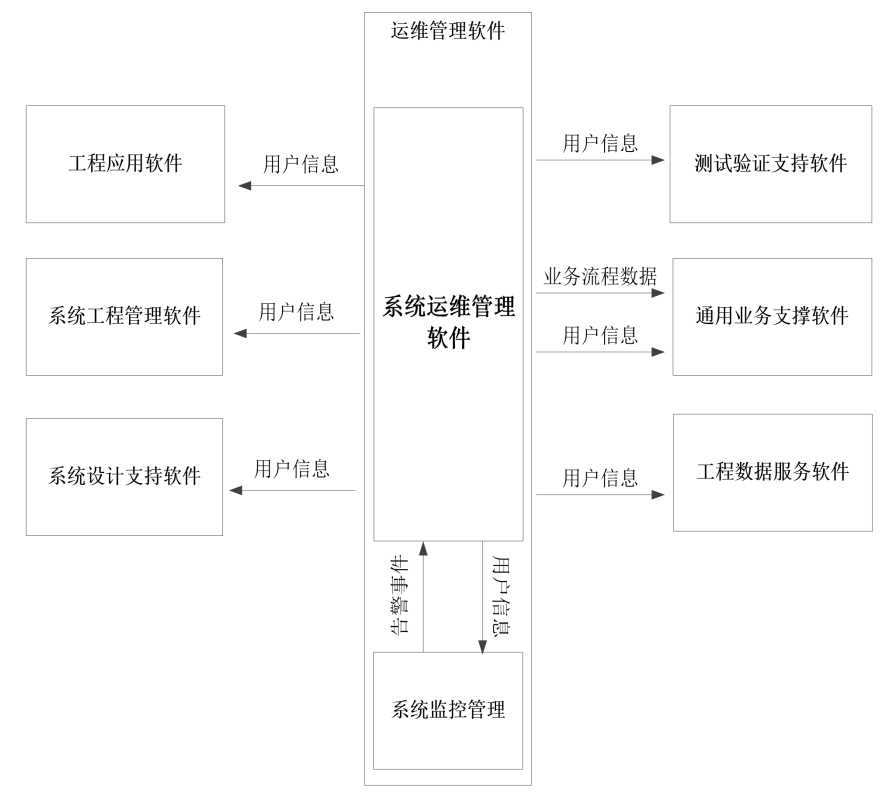 运维管理软件
工程应用软件
用户信息
用户信息
测试验证支持软件
系统工程管理软件
用户信息
系统运维管理
软件
业务流程数据
用户信息
通用业务支撑软件
系统设计支持软件
用户信息
用户信息
工程数据服务软件
告警事件
用户信息
系统监控管理